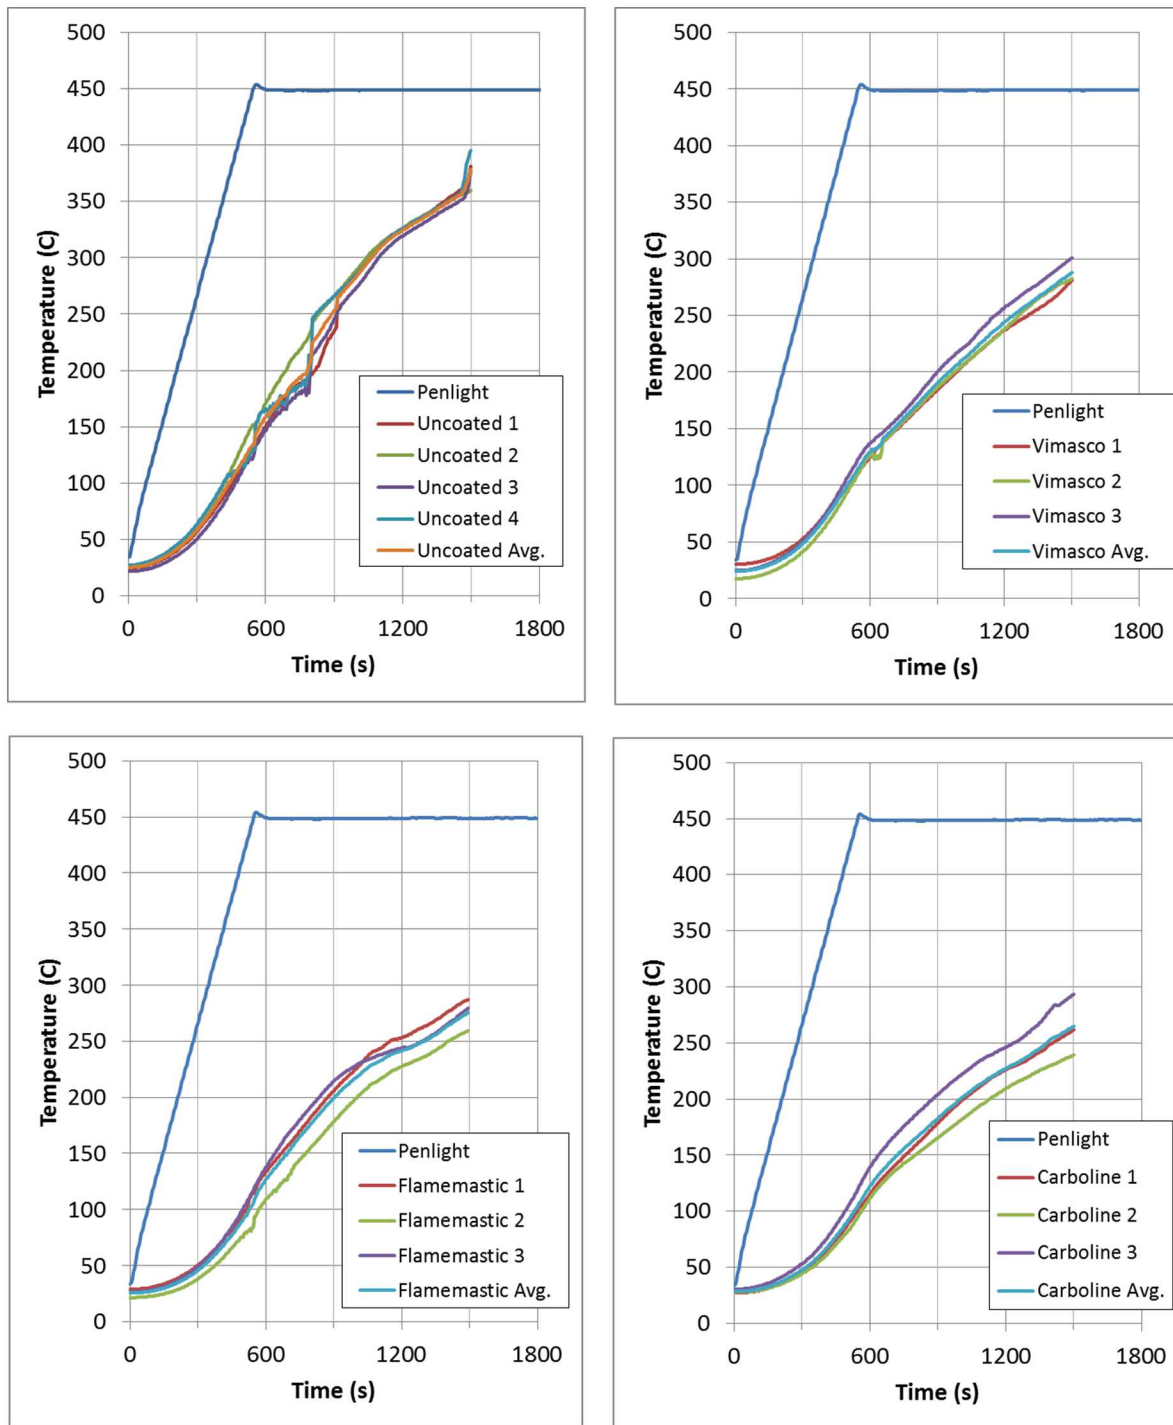 500
450
400
350
300
250
200
150
100
50
0
Temperature (C)
Penlight
Uncoated 1
Uncoated 2
Uncoated 3
Uncoated 4
Uncoated Avg.
0 600 1200 1800
Time (s)
500
450
400
350
300
250
200
150
100
50
0
Temperature (C)
Penlight
Vimasco 1
Vimasco 2
Vimasco 3
Vimasco Avg.
0 600 1200 1800
Time (s)
500
450
400
350
300
250
200
150
100
50
0
Temperature (C)
Penlight
Flamemastic 1
Flamemastic 2
Flamemastic 3
Flamemastic Avg.
0 600 1200 1800
Time (s)
500
450
400
350
300
250
200
150
100
50
0
Temperature (C)
Penlight
Carboline 1
Carboline 2
Carboline 3
Carboline Avg.
0 600 1200 1800
Time (s)